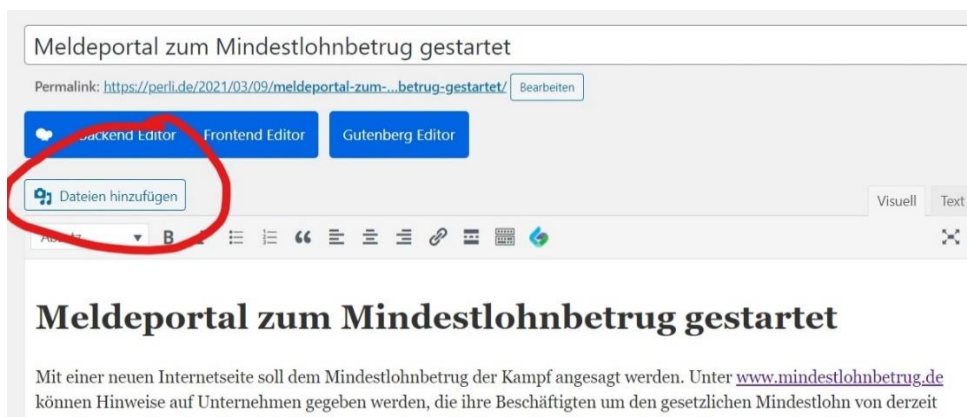 Meldeportal zum Mindestlohnbetrug gestartet
Permalink: https://perli.de/2021/03/09/meldeportal-zum-...betrug-gestartet/ Bearbeiten
Backend Editor Frontend Editor Gutenberg Editor
Dateien hinzufügen
Visuell Text
Absatz B I
Meldeportal zum Mindestlohnbetrug gestartet
Mit einer neuen Internetseite soll dem Mindestlohnbetrug der Kampf angesagt werden. Unter www.mindestlohnbetrug.de
können Hinweise auf Unternehmen gegeben werden, die ihre Beschäftigten um den gesetzlichen Mindestlohn von derzeit